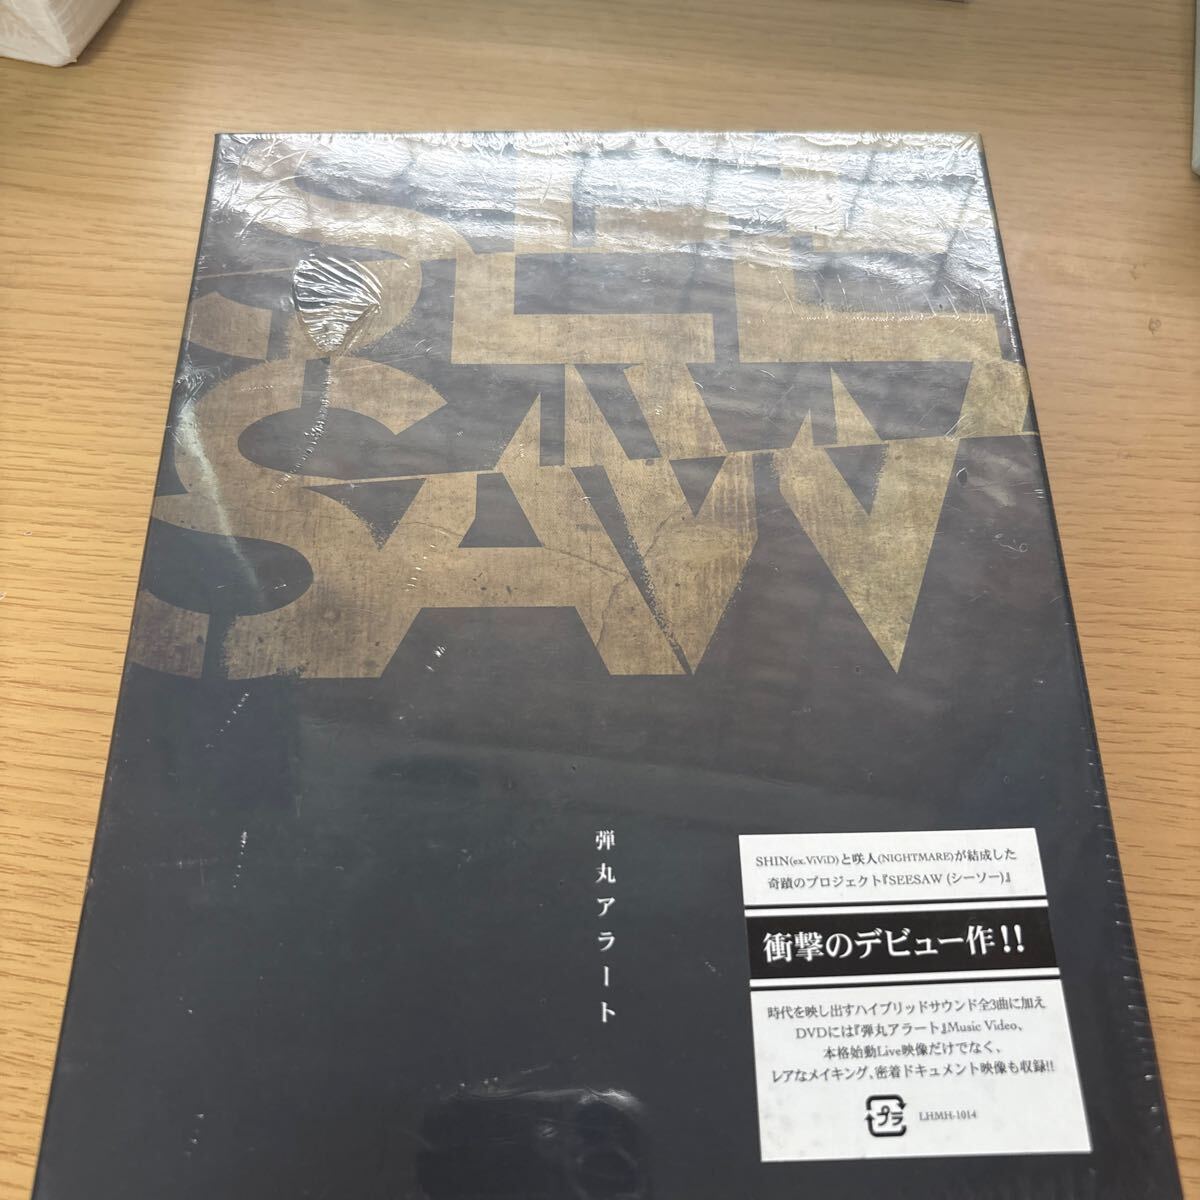 SEE
SAW
弾丸アラート
SHIN(ex.ViViD)と咲人(NIGHTMARE)が結成した
奇蹟のプロジェクト『SEESAW (シーソー)』
衝撃のデビュー作!!
時代を映し出すハイブリッドサウンド全3曲に加え
DVDには『弾丸アラート』Music Video、
本格始動Live映像だけでなく、
レアなメイキング、密着ドキュメント映像も収録!!
プラ LHMH-1014